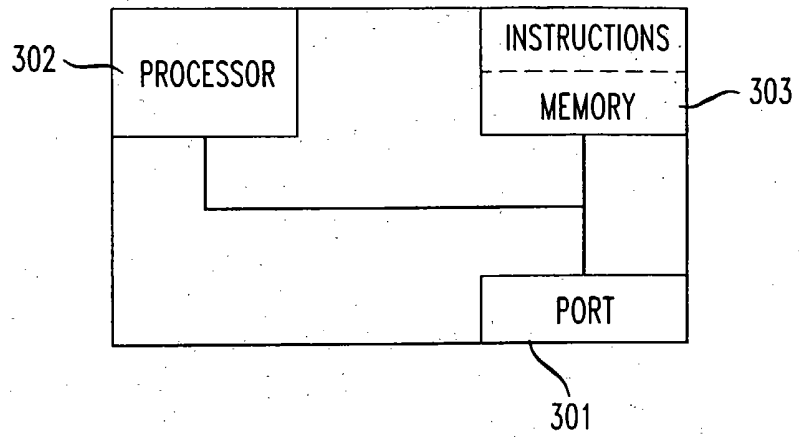 302
PROCESSOR
INSTRUCTIONS
MEMORY
303
PORT
301